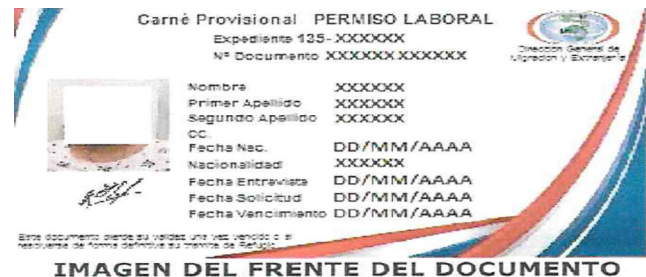 Carné Provisional PERMISO LABORAL
Expediente 135- XXXXXX
Nº Documento XXXXXX XXXXXX
Dirección General de
Migración y Extranjería
Nombre XXXXXX
Primer Apellido XXXXXX
Segundo Apellido XXXXXX
CC.
Fecha Nac. DD/MM/AAAA
Nacionalidad XXXXXX
Fecha Entrevista DD/MM/AAAA
Fecha Solicitud DD/MM/AAAA
Fecha Vencimiento DD/MM/AAAA
Este documento pierde su validez una vez vencido o al
resolverse de forma definitiva su trámite de Refugio
IMAGEN DEL FRENTE DEL DOCUMENTO